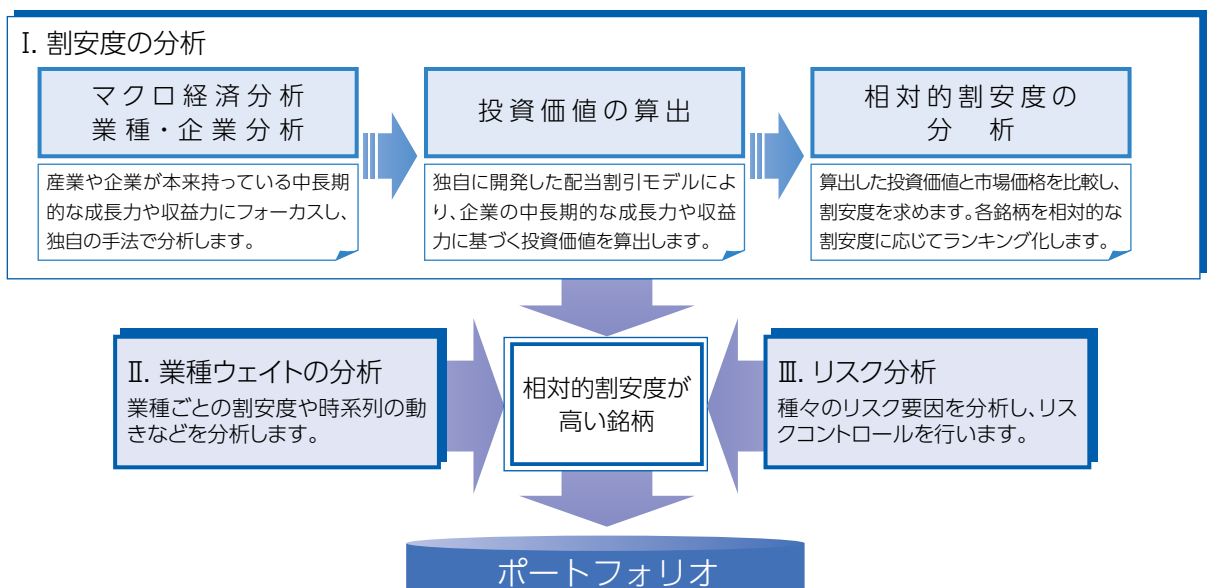 Ⅰ. 割安度の分析
マクロ経済分析
業種・企業分析
産業や企業が本来持っている中長期
的な成長力や収益力にフォーカスし、
独自の手法で分析します。
投資価値の算出
独自に開発した配当割引モデルによ
り、企業の中長期的な成長力や収益
力に基づく投資価値を算出します。
相対的割安度の
分 析
算出した投資価値と市場価格を比較し、
割安度を求めます。各銘柄を相対的な
割安度に応じてランキング化します。
Ⅱ. 業種ウェイトの分析
業種ごとの割安度や時系列の動
きなどを分析します。
相対的割安度が
高い銘柄
Ⅲ. リスク分析
種々のリスク要因を分析し、リス
クコントロールを行います。
ポートフォリオ